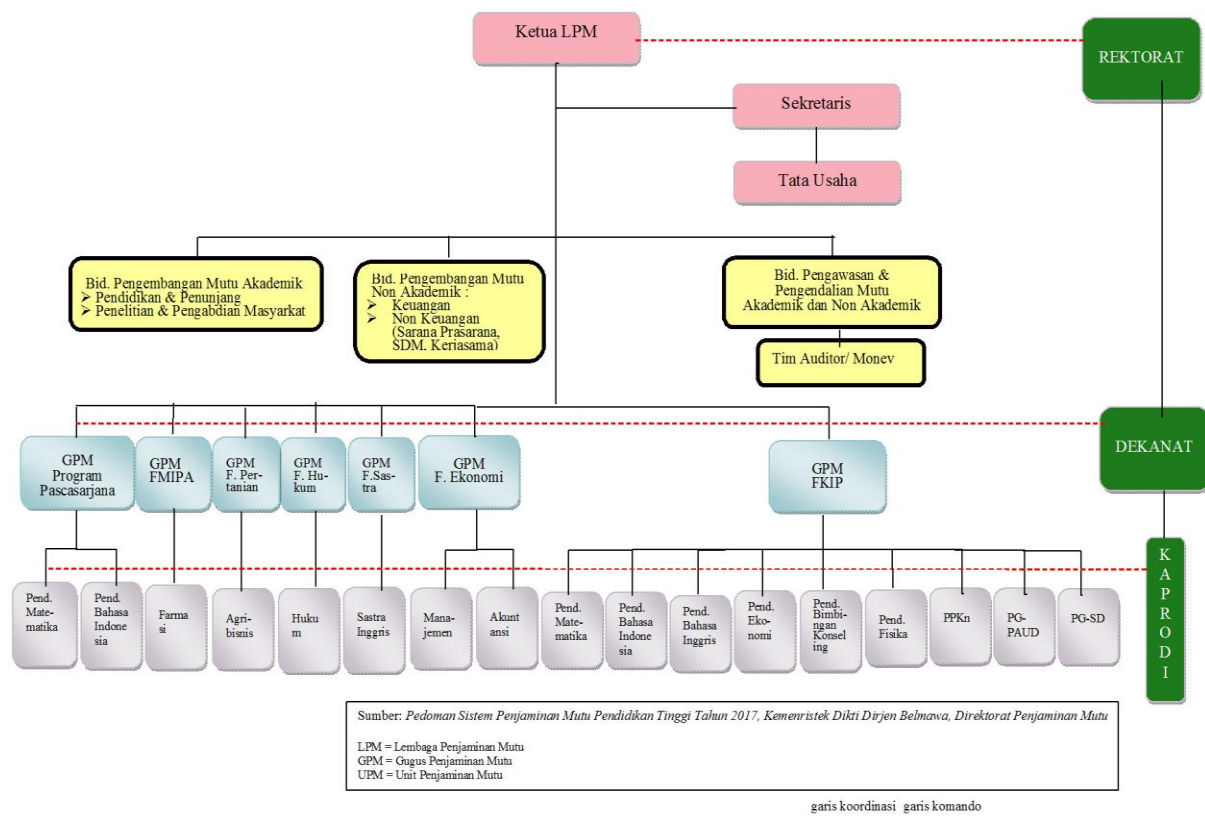 Ketua LPM
REKTORAT
Sekretaris
Tata Usaha
Bid. Pengembangan Mutu Akademik
➢ Pendidikan & Penunjang
➢ Penelitian & Pengabdian Masyarkat
Bid. Pengembangan Mutu
Non Akademik :
➢ Keuangan
➢ Non Keuangan
(Sarana Prasarana,
SDM, Kerjasama)
Bid. Pengawasan &
Pengendalian Mutu
Akademik dan Non Akademik
Tim Auditor/ Monev
DEKANAT
GPM
Program
Pascasarjana
GPM
FMIPA
GPM
F. Per-
tanian
GPM
F. Hu-
kum
GPM
F.Sas-
tra
GPM
F. Ekonomi
GPM
FKIP
K
A
P
R
O
D
I
Pend.
Mate-
matika
Pend.
Bahasa
Indone
sia
Farma
si
Agri-
bisnis
Huku
m
Sastra
Inggris
Mana-
jemen
Akunt
ansi
Pend.
Mate-
matika
Pend.
Bahasa
Indone
sia
Pend.
Bahasa
Inggris
Pend.
Eko-
nomi
Pend.
Bimbi-
ngan
Konsel
ing
Pend.
Fisika
PPKn
PG-
PAUD
PG-SD
Sumber: Pedoman Sistem Penjaminan Mutu Pendidikan Tinggi Tahun 2017, Kemenristek Dikti Dirjen Belmawa, Direktorat Penjaminan Mutu
LPM = Lembaga Penjaminan Mutu
GPM = Gugus Penjaminan Mutu
UPM = Unit Penjaminan Mutu
garis koordinasi garis komando